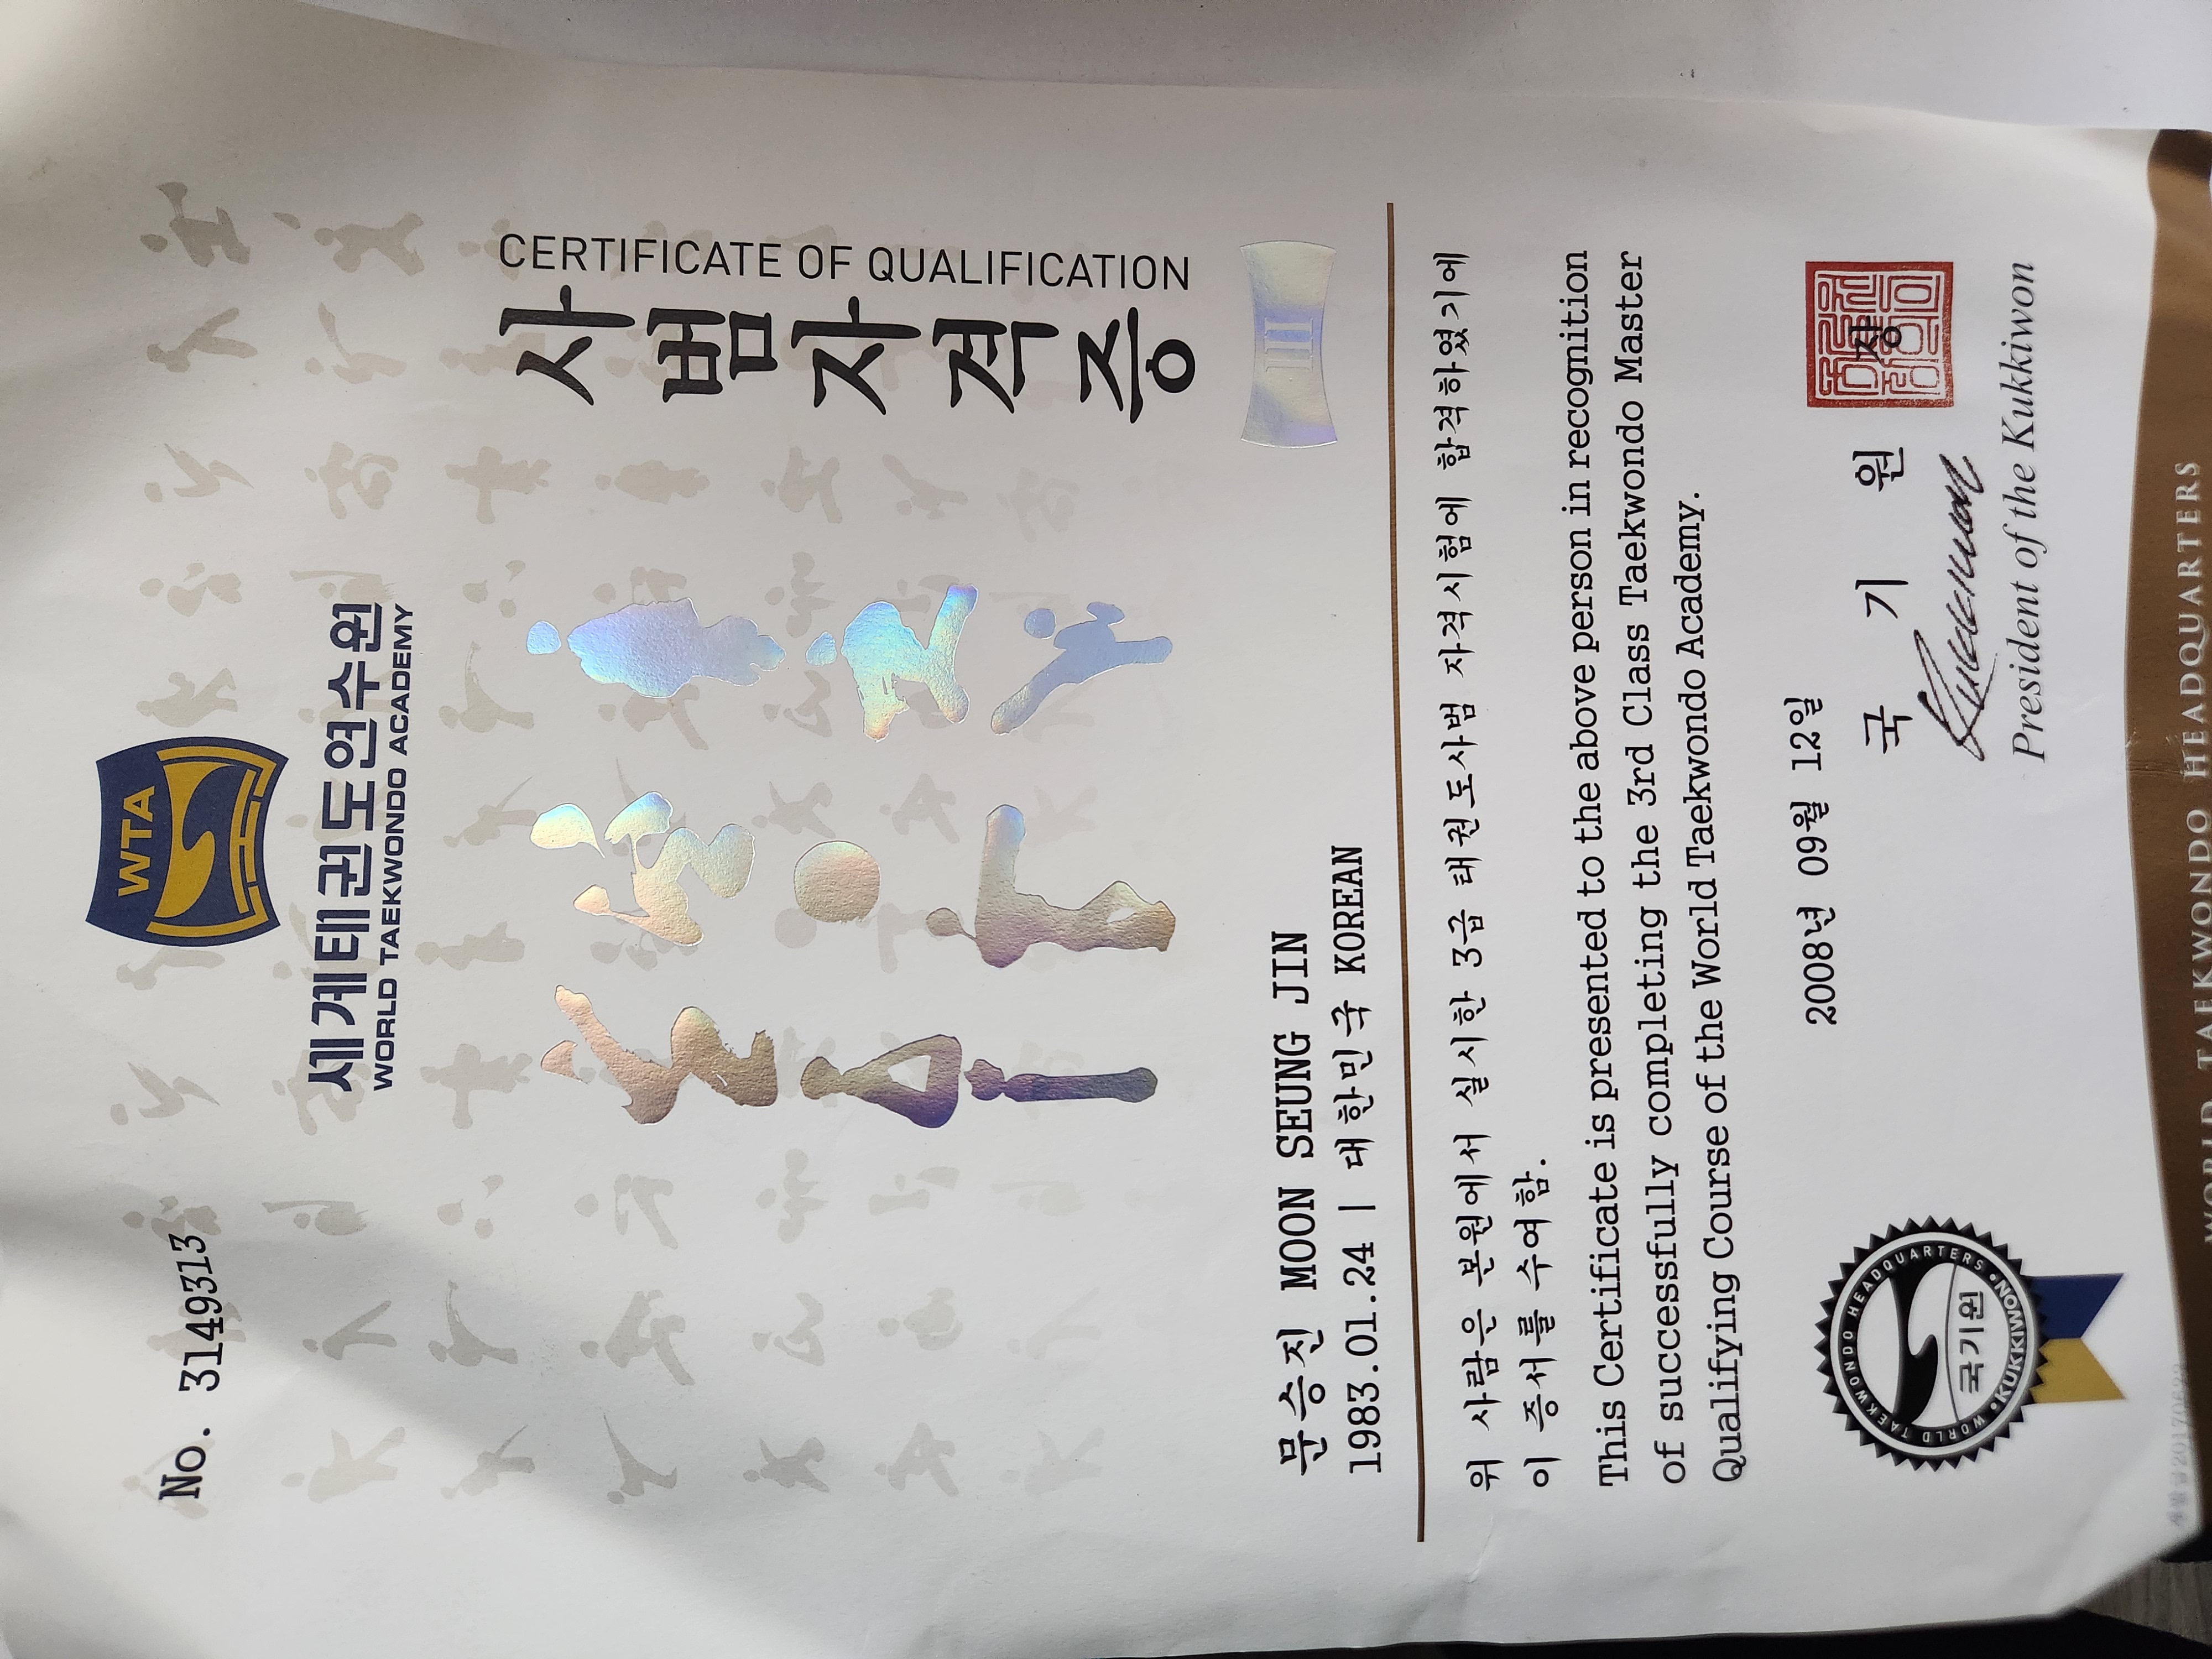 No. 3149313
WTA
세계태권도연수원
WORLD TAEKWONDO ACADEMY
CERTIFICATE OF QUALIFICATION
사범자격증
III
문승진 MOON SEUNG JIN
1983.01.24 | 대한민국 KOREAN
위 사람은 본원에서 실시한 3급 태권도사범 자격시험에 합격하였기에
이 증서를 수여함.
This Certificate is presented to the above person in recognition
of successfully completing the 3rd Class Taekwondo Master
Qualifying Course of the World Taekwondo Academy.
2008년 09월 12일
국 기 원 장
President of the Kukkiwon
WORLD TAEKWONDO HEADQUARTERS • KUKKIWON •
국기원
WORLD TAEKWONDO HEADQUARTERS